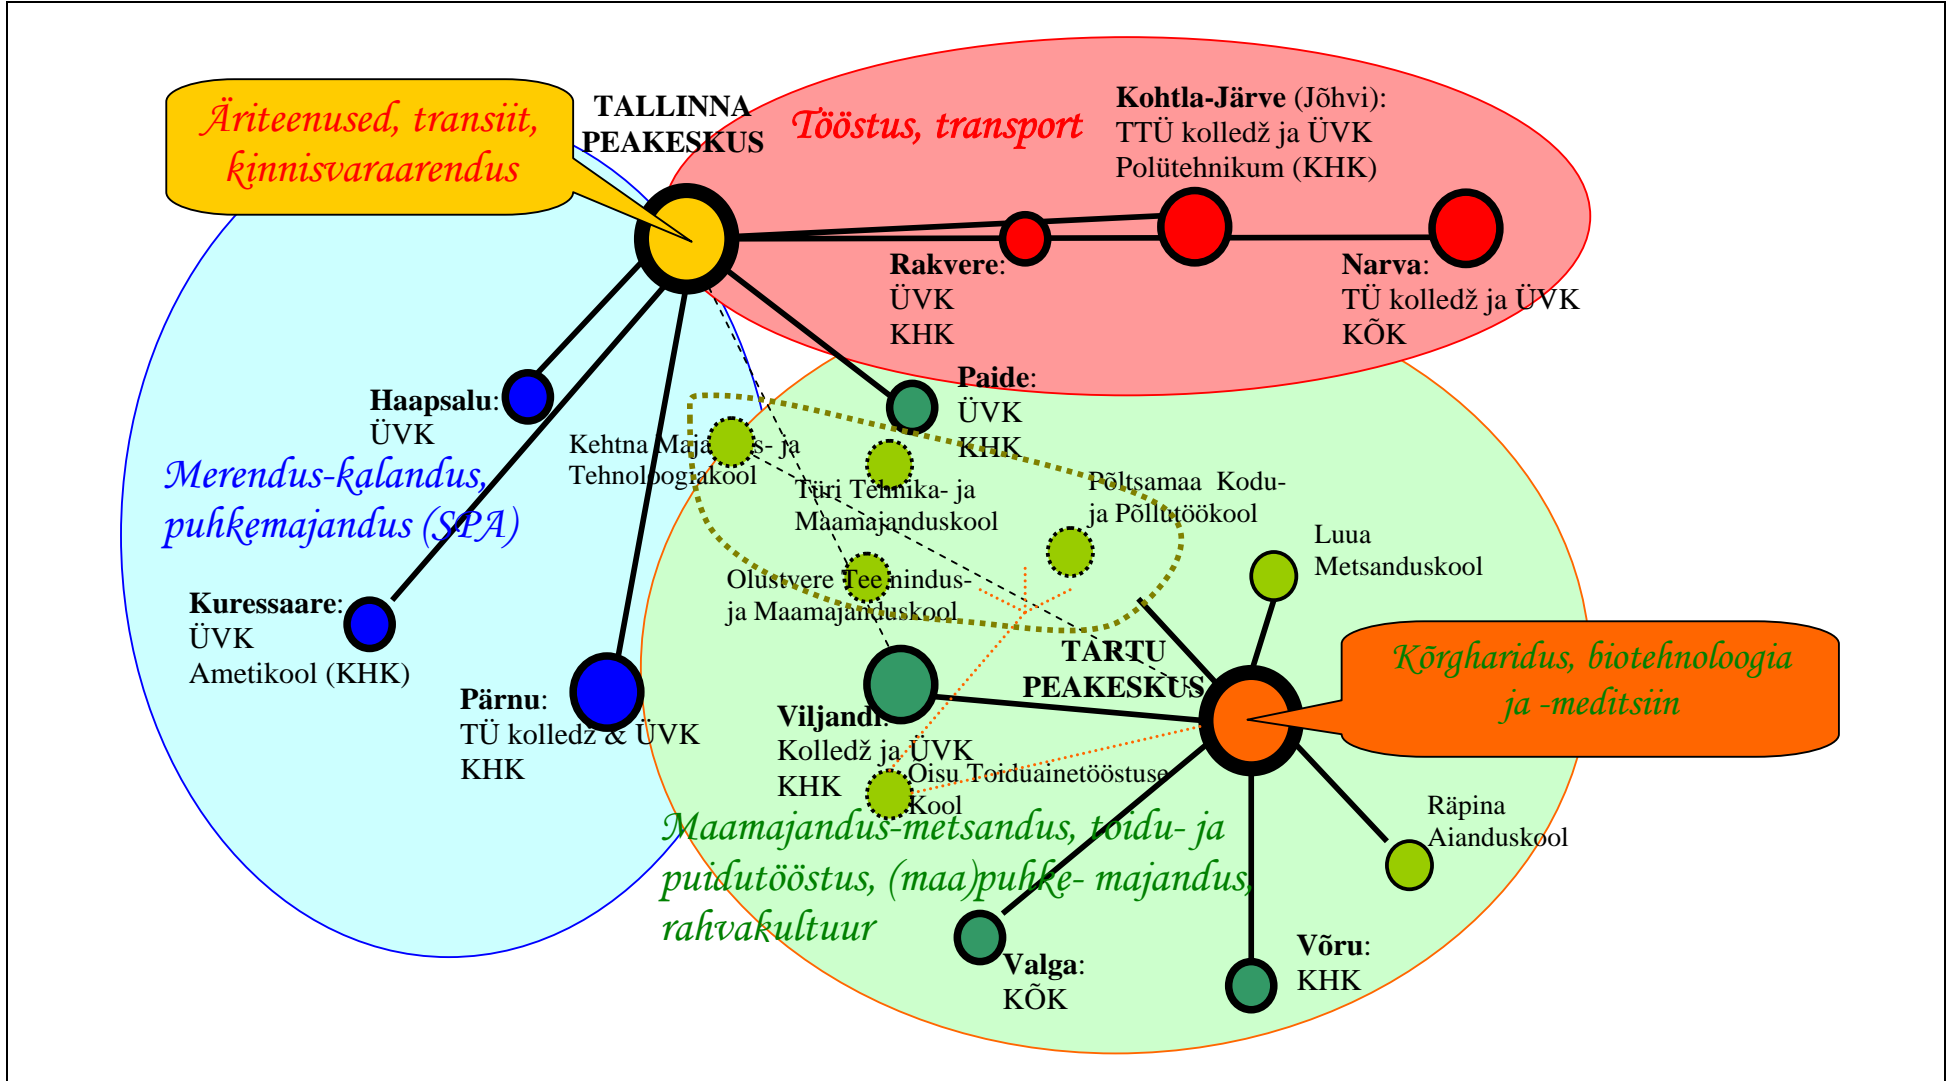 Äriteenused, transiit,
kinnisvaraarendus
TALLINNA
PEAKESKUS
Tööstus, transport
Kohtla-Järve (Jõhvi):
TTÜ kolledž ja ÜVK
Polütehnikum (KHK)
Rakvere:
ÜVK
KHK
Narva:
TÜ kolledž ja ÜVK
KÕK
Haapsalu:
ÜVK
Paide:
ÜVK
KHK
Merendus-kalandus,
puhkemajandus (SPA)
Kehtna Maja s- ja
Tehnoloogiakool
Türi Tehnika- ja
Maamajanduskool
Põltsamaa Kodu-
ja Põllutöökool
Luua
Metsanduskool
Olustvere Teenindus-
ja Maamajanduskool
Kuressaare:
ÜVK
Ametikool (KHK)
Pärnu:
TÜ kolledž & ÜVK
KHK
TARTU
PEAKESKUS
Kõrgharidus, biotehnoloogia
ja -meditsiin
Viljandi:
Kolledž ja ÜVK
KHK
Õisu Toiduainetööstuse
Kool
Maamajandus-metsandus, toidu- ja
puidutööstus, (maa)puhke- majandus,
rahvakultuur
Räpina
Aianduskool
Valga:
KÕK
Võru:
KHK